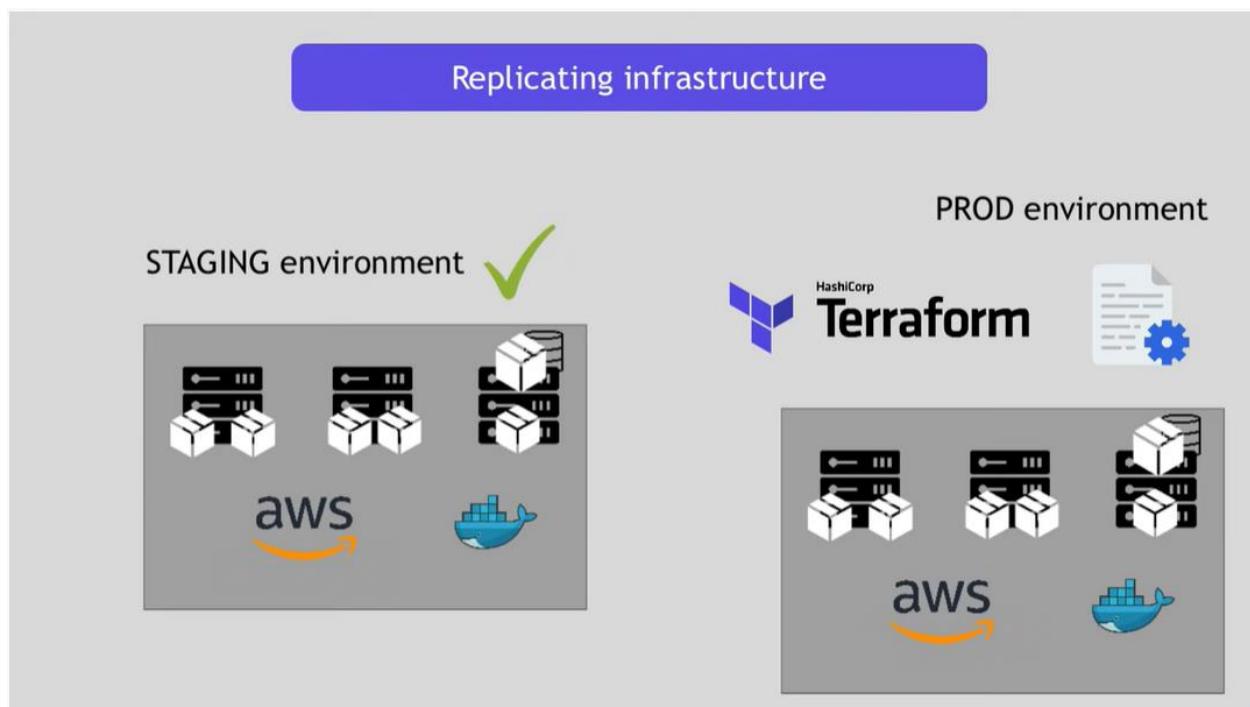 Replicating infrastructure
STAGING environment
aws
PROD environment
HashiCorp
Terraform
aws